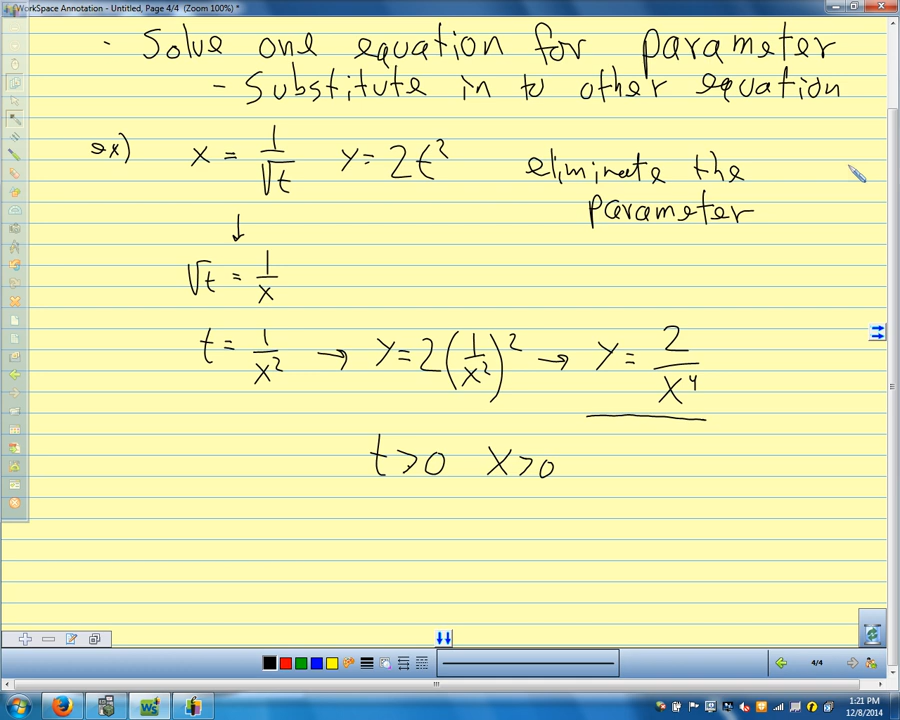 WorkSpace Annotation - Untitled, Page 4/4 (Zoom 100%) *
· Solve one equation for parameter
- Substitute in to other equation
ex) x = 1/√t y = 2t² eliminate the
parameter
↓
√t = 1/x
t = 1/x² → y = 2(1/x²)² → y = 2/x⁴
t>0 x>0
4/4
1:21 PM
12/8/2014